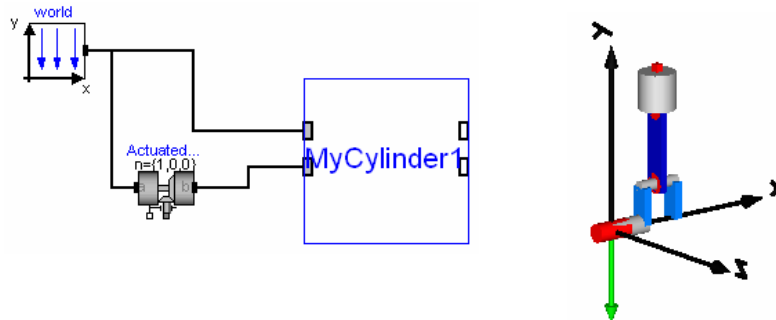 world
y
x
Actuated...
n={1,0,0}
a
b
MyCylinder1
Y
X
Z